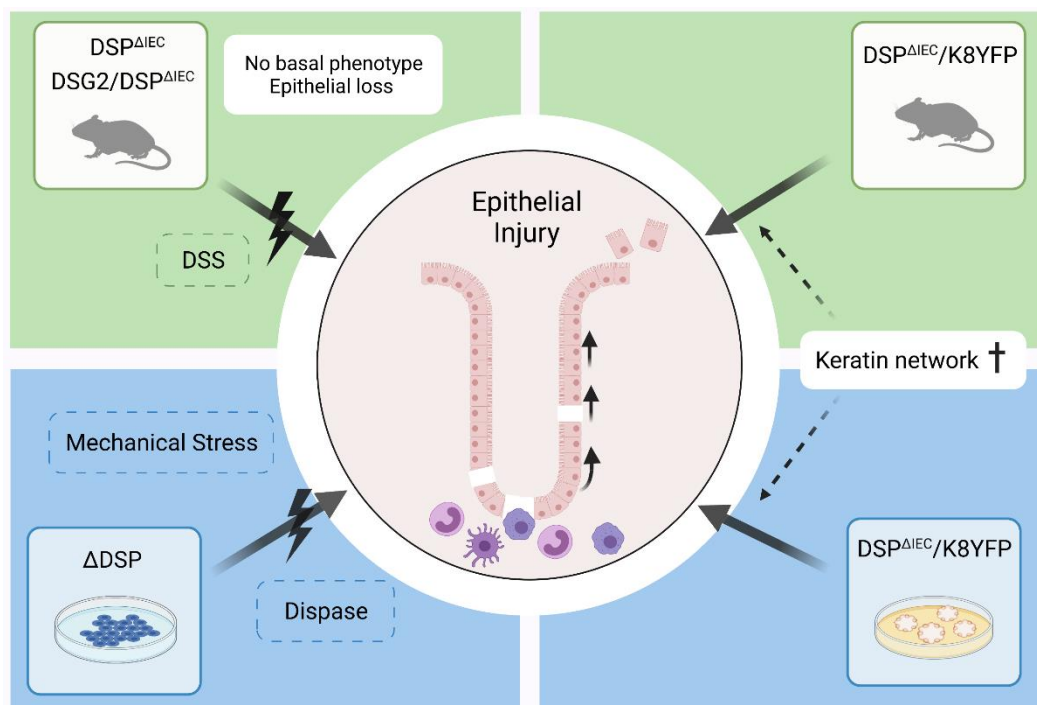 DSP^ΔIEC
DSG2/DSP^ΔIEC
No basal phenotype
Epithelial loss
DSP^ΔIEC/K8YFP
Epithelial
Injury
DSS
Keratin network †
Mechanical Stress
ΔDSP
Dispase
DSP^ΔIEC/K8YFP